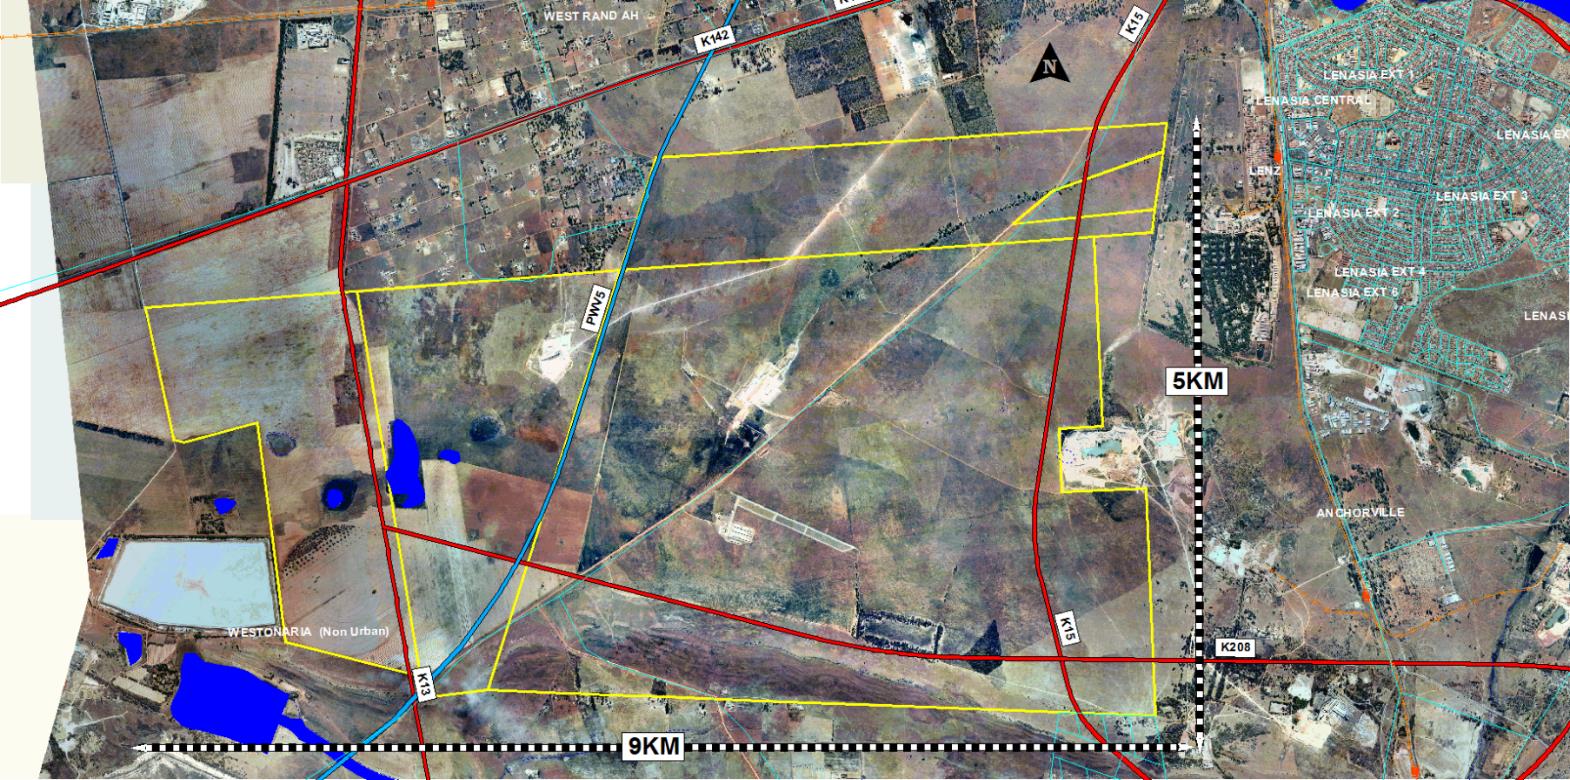 WEST RAND AH
K142
K15
N
LENASIA EXT 1
LENASIA CENTRAL
LENASIA EX
LENZ
LENASIA EXT 3
LENASIA EXT 2
LENASIA EXT 4
LENASIA EXT 6
PWV5
LENASI
5KM
ANCHORVILLE
WESTONARIA (Non Urban)
K15
K208
K13
9KM